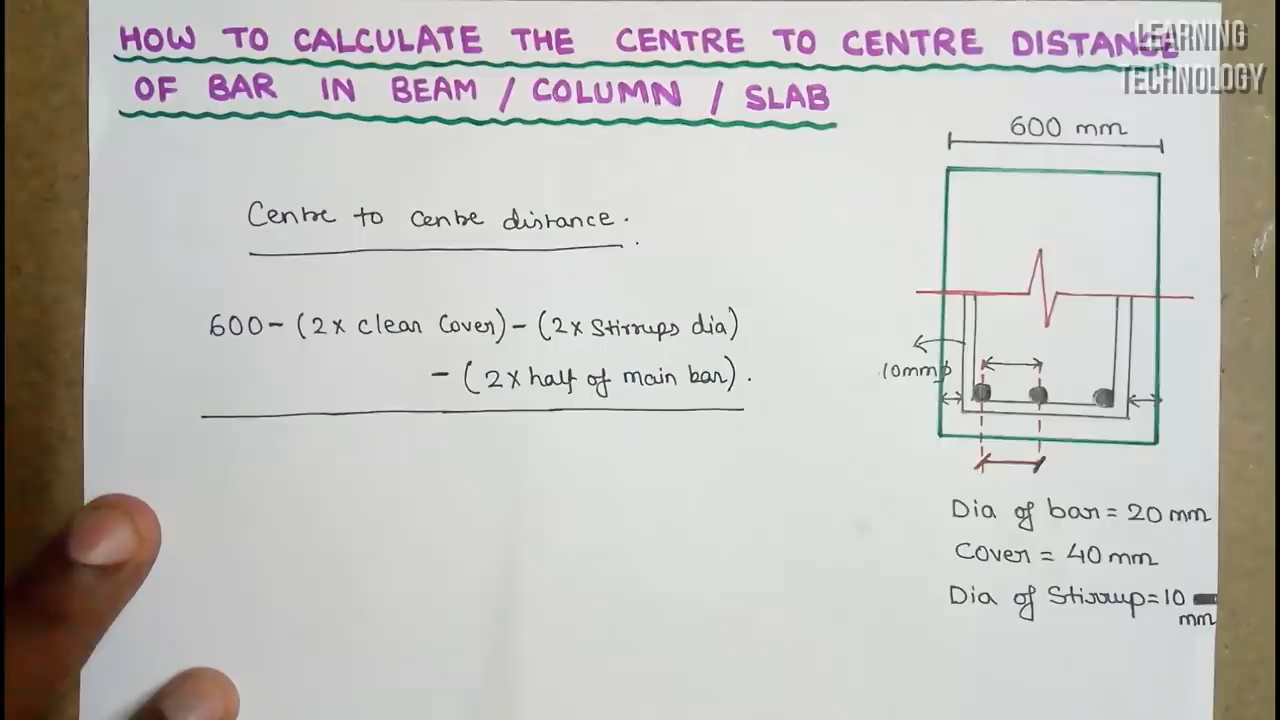 HOW TO CALCULATE THE CENTRE TO CENTRE DISTANCE
OF BAR IN BEAM / COLUMN / SLAB
LEARNING
TECHNOLOGY
600 mm
Centre to centre distance.
600 - (2 x clear cover) - (2 x stirrups dia)
- (2 x half of main bar).
10mmϕ
Dia of bar = 20 mm
Cover = 40 mm
Dia of Stirrup = 10
mm